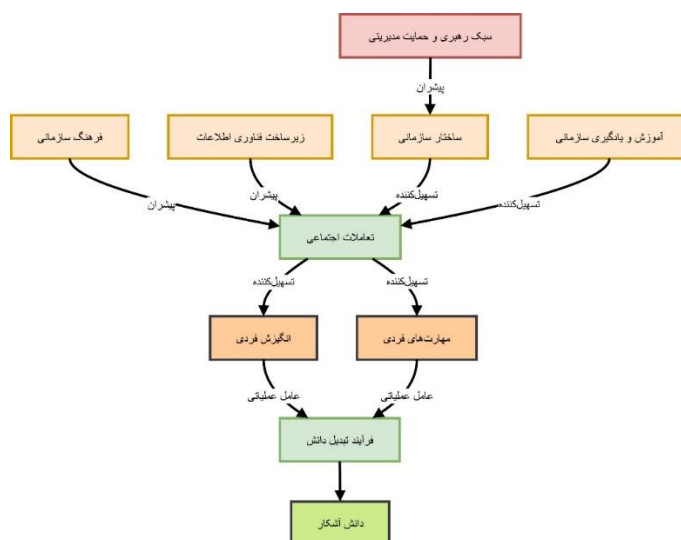 سبک رهبری و حمایت مدیریتی
پیشران
آموزش و یادگیری سازمانی
ساختار سازمانی
زیرساخت فناوری اطلاعات
فرهنگ سازمانی
تسهیل‌کننده
تسهیل‌کننده
پیشران
پیشران
تعاملات اجتماعی
تسهیل‌کننده
تسهیل‌کننده
مهارت‌های فردی
انگیزش فردی
عامل عملیاتی
عامل عملیاتی
فرآیند تبدیل دانش
دانش آشکار